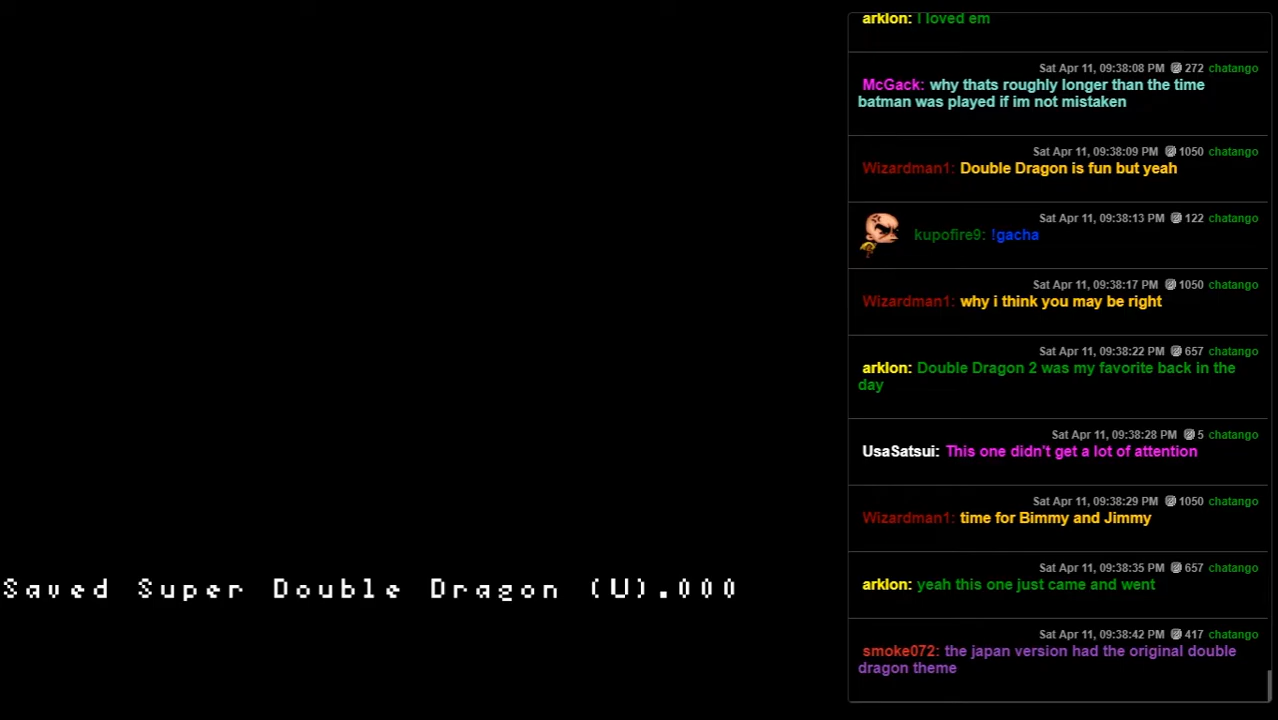 arklon: I loved em
Sat Apr 11, 09:38:08 PM 272 chatango
McGack: why thats roughly longer than the time
batman was played if im not mistaken
Sat Apr 11, 09:38:09 PM 1050 chatango
Wizardman1: Double Dragon is fun but yeah
Sat Apr 11, 09:38:13 PM 122 chatango
kupofire9: !gacha
Sat Apr 11, 09:38:17 PM 1050 chatango
Wizardman1: why i think you may be right
Sat Apr 11, 09:38:22 PM 657 chatango
arklon: Double Dragon 2 was my favorite back in the
day
Sat Apr 11, 09:38:28 PM 5 chatango
UsaSatsui: This one didn't get a lot of attention
Sat Apr 11, 09:38:29 PM 1050 chatango
Wizardman1: time for Bimmy and Jimmy
Sat Apr 11, 09:38:35 PM 657 chatango
arklon: yeah this one just came and went
Sat Apr 11, 09:38:42 PM 417 chatango
smoke072: the japan version had the original double
dragon theme
Saved Super Double Dragon (U).000